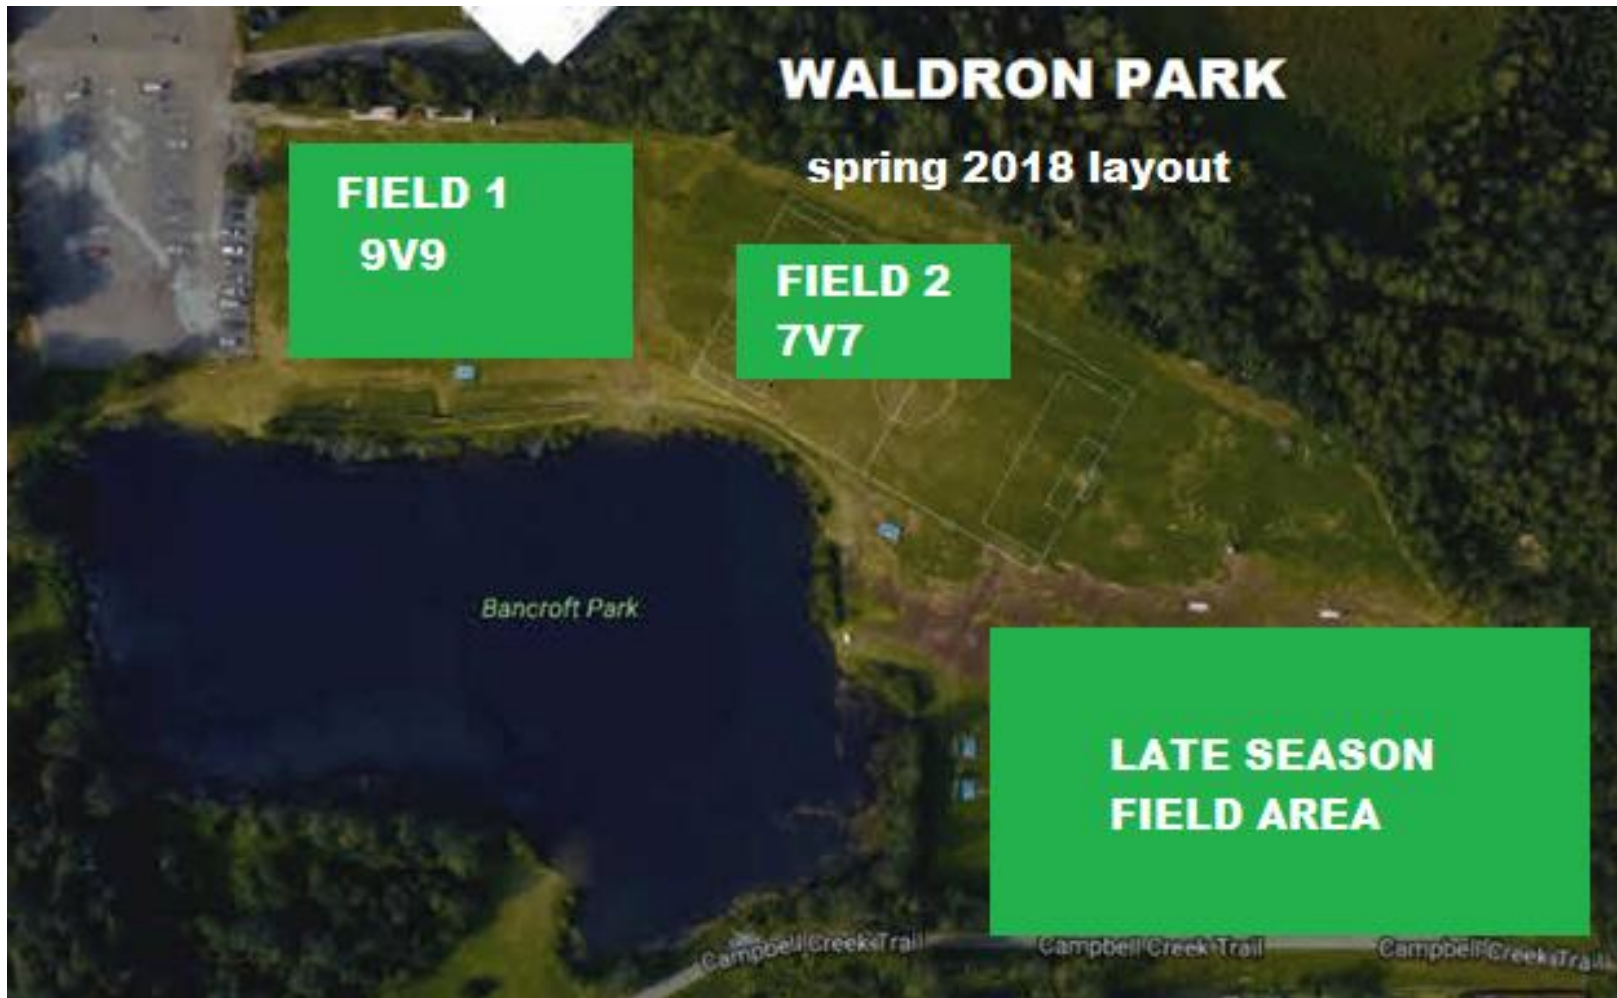 WALDRON PARK
spring 2018 layout
FIELD 1
9V9
FIELD 2
7V7
Bancroft Park
LATE SEASON
FIELD AREA
Campbell Creek Trail
Campbell Creek Trail
Campbell Creek Trail